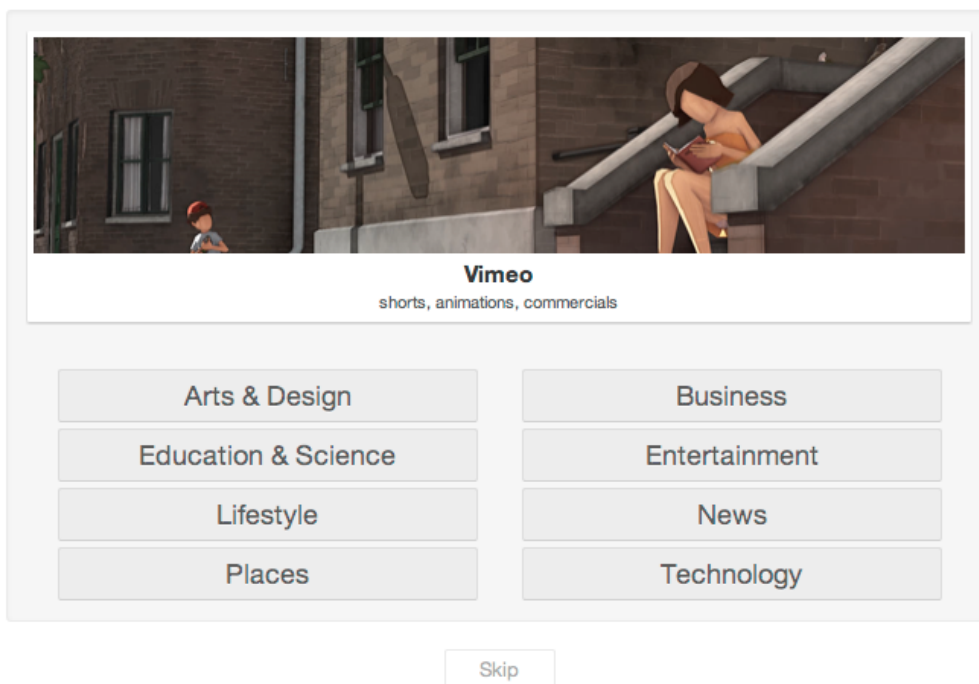 Vimeo
shorts, animations, commercials
Arts & Design
Business
Education & Science
Entertainment
Lifestyle
News
Places
Technology
Skip